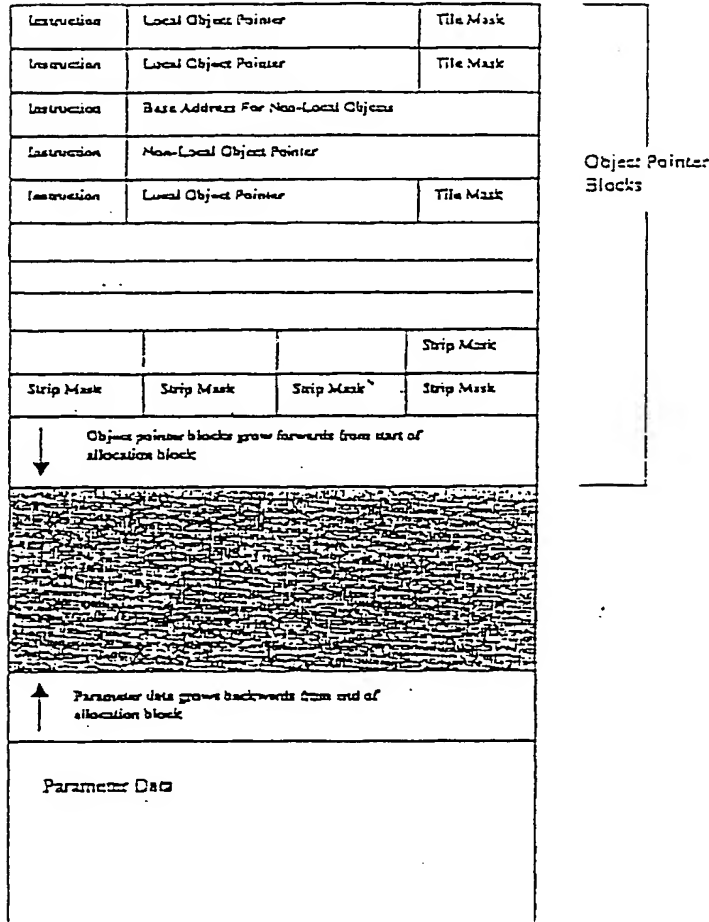 Instruction Local Object Pointer Tile Mask
Instruction Local Object Pointer Tile Mask
Instruction Base Address For Non-Local Objects
Instruction Non-Local Object Pointer
Instruction Local Object Pointer Tile Mask
Object Pointer
Blocks
Strip Mask
Strip Mask Strip Mask Strip Mask Strip Mask
Object pointer blocks grow forwards from start of
allocation block
Parameter data grows backwards from end of
allocation block
Parameter Data